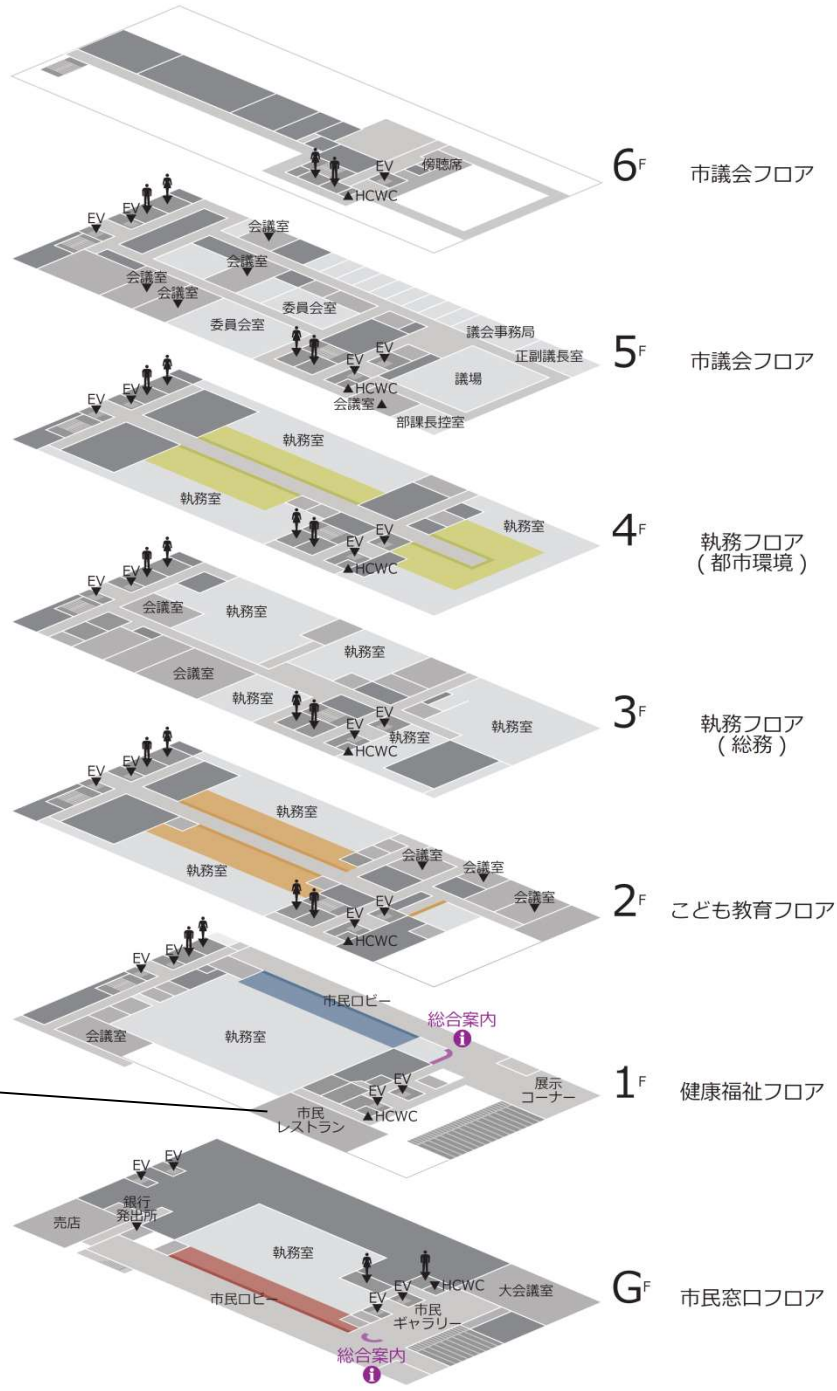 EV
傍聴席
HCWC
6F 市議会フロア
EV
EV
会議室
会議室
会議室
会議室
委員会室
委員会室
議会事務局
正副議長室
EV
EV
議場
HCWC
会議室
部課長控室
5F 市議会フロア
EV
EV
執務室
執務室
執務室
EV
EV
HCWC
4F 執務フロア
(都市環境)
EV
EV
会議室
執務室
執務室
会議室
執務室
執務室
EV
EV
執務室
HCWC
3F 執務フロア
(総務)
EV
EV
執務室
会議室
会議室
執務室
会議室
EV
EV
HCWC
2F こども教育フロア
EV
EV
市民ロビー
総合案内
i
会議室
執務室
展示
コーナー
EV
EV
市民
レストラン
HCWC
1F 健康福祉フロア
EV
EV
銀行
発出所
売店
執務室
HCWC
大会議室
EV
EV
市民ロビー
市民
ギャラリー
総合案内
i
GF 市民窓口フロア